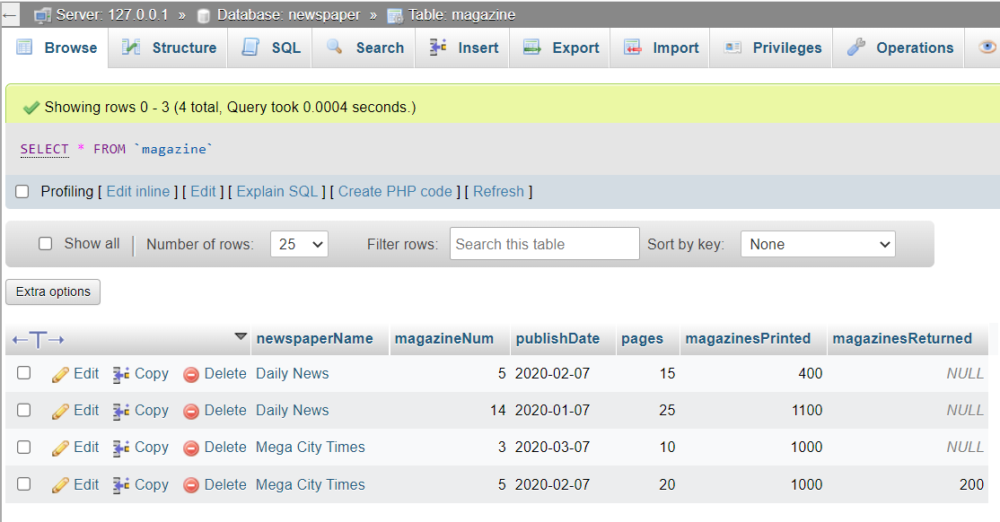 Server: 127.0.0.1 » Database: newspaper » Table: magazine
Browse Structure SQL Search Insert Export Import Privileges Operations
Showing rows 0 - 3 (4 total, Query took 0.0004 seconds.)
SELECT * FROM `magazine`
Profiling [ Edit inline ] [ Edit ] [ Explain SQL ] [ Create PHP code ] [ Refresh ]
Show all Number of rows: 25 Filter rows: Search this table Sort by key: None
Extra options
←T→ newspaperName magazineNum publishDate pages magazinesPrinted magazinesReturned
Edit Copy Delete Daily News 5 2020-02-07 15 400 NULL
Edit Copy Delete Daily News 14 2020-01-07 25 1100 NULL
Edit Copy Delete Mega City Times 3 2020-03-07 10 1000 NULL
Edit Copy Delete Mega City Times 5 2020-02-07 20 1000 200